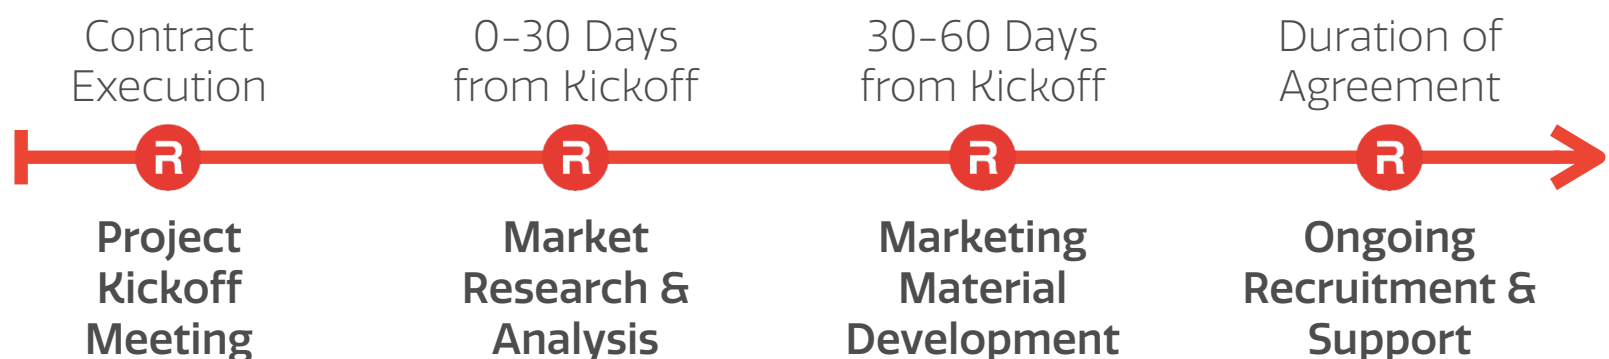 Contract
Execution
0-30 Days
from Kickoff
30-60 Days
from Kickoff
Duration of
Agreement
R
R
R
R
Project
Kickoff
Meeting
Market
Research &
Analysis
Marketing
Material
Development
Ongoing
Recruitment &
Support